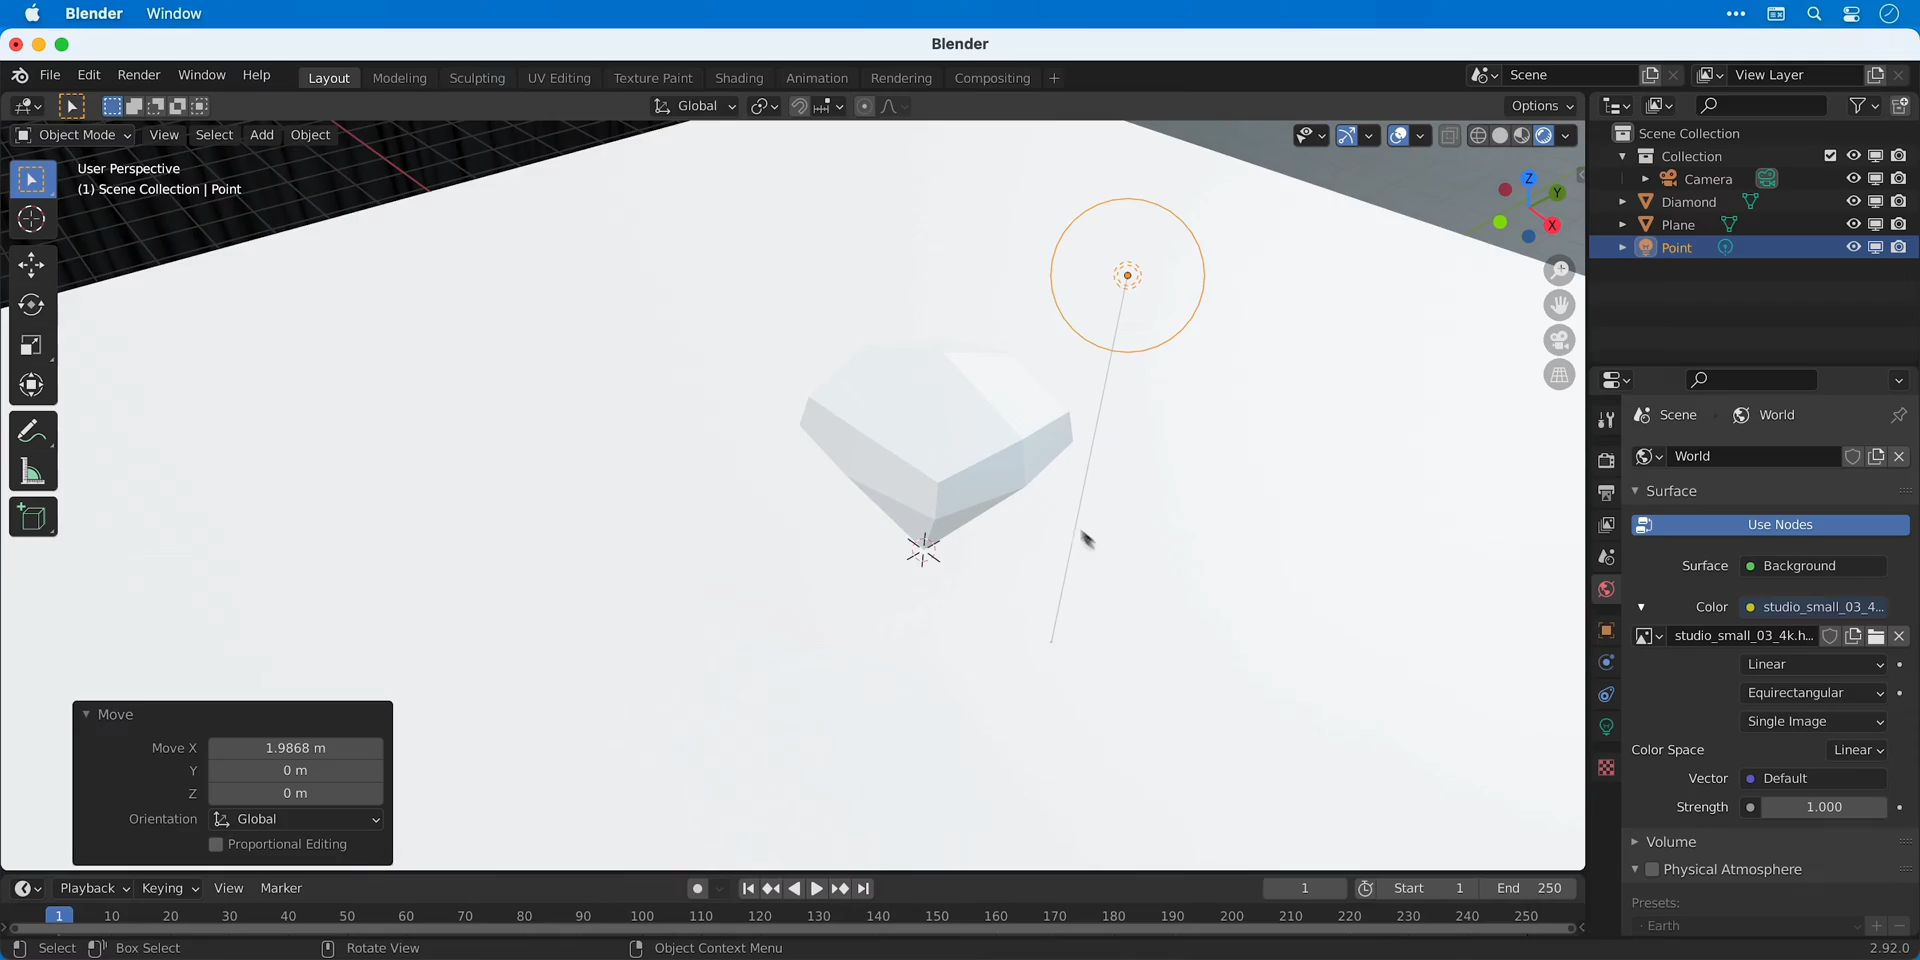 Blender Window
Blender
File Edit Render Window Help Layout Modeling Sculpting UV Editing Texture Paint Shading Animation Rendering Compositing + Scene View Layer
Global Options
Object Mode View Select Add Object
User Perspective
(1) Scene Collection | Point
Z
Y
X
Scene Collection
Collection
Camera
Diamond
Plane
Point
Scene World
World
Surface
Use Nodes
Surface Background
Color studio_small_03_4...
studio_small_03_4k.h...
Linear
Equirectangular
Single Image
Color Space Linear
Vector Default
Strength 1.000
Volume
Physical Atmosphere
Presets:
Earth
Move
Move X 1.9868 m
Y 0 m
Z 0 m
Orientation Global
Proportional Editing
Playback Keying View Marker 1 Start 1 End 250
1 10 20 30 40 50 60 70 80 90 100 110 120 130 140 150 160 170 180 190 200 210 220 230 240 250
Select Box Select Rotate View Object Context Menu 2.92.0